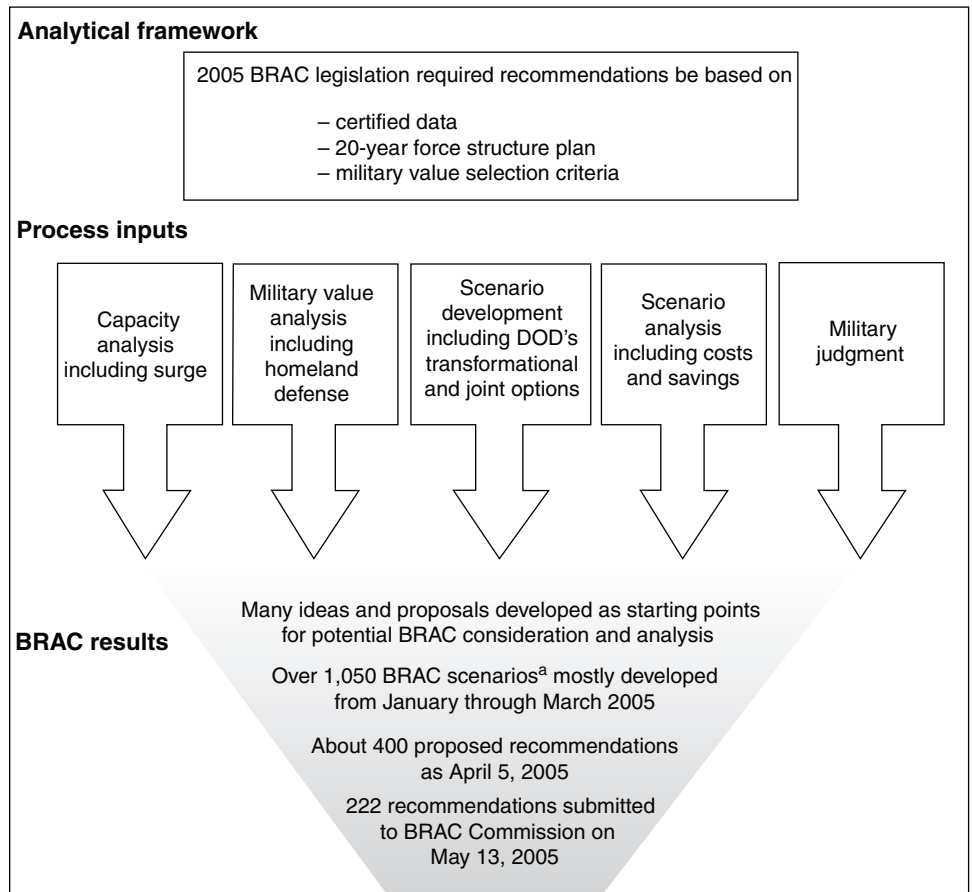 Analytical framework
2005 BRAC legislation required recommendations be based on
– certified data
– 20-year force structure plan
– military value selection criteria
Process inputs
Capacity
analysis
including surge
Military value
analysis
including
homeland
defense
Scenario
development
including DOD's
transformational
and joint options
Scenario
analysis
including costs
and savings
Military
judgment
BRAC results
Many ideas and proposals developed as starting points
for potential BRAC consideration and analysis
Over 1,050 BRAC scenariosᵃ mostly developed
from January through March 2005
About 400 proposed recommendations
as April 5, 2005
222 recommendations submitted
to BRAC Commission on
May 13, 2005